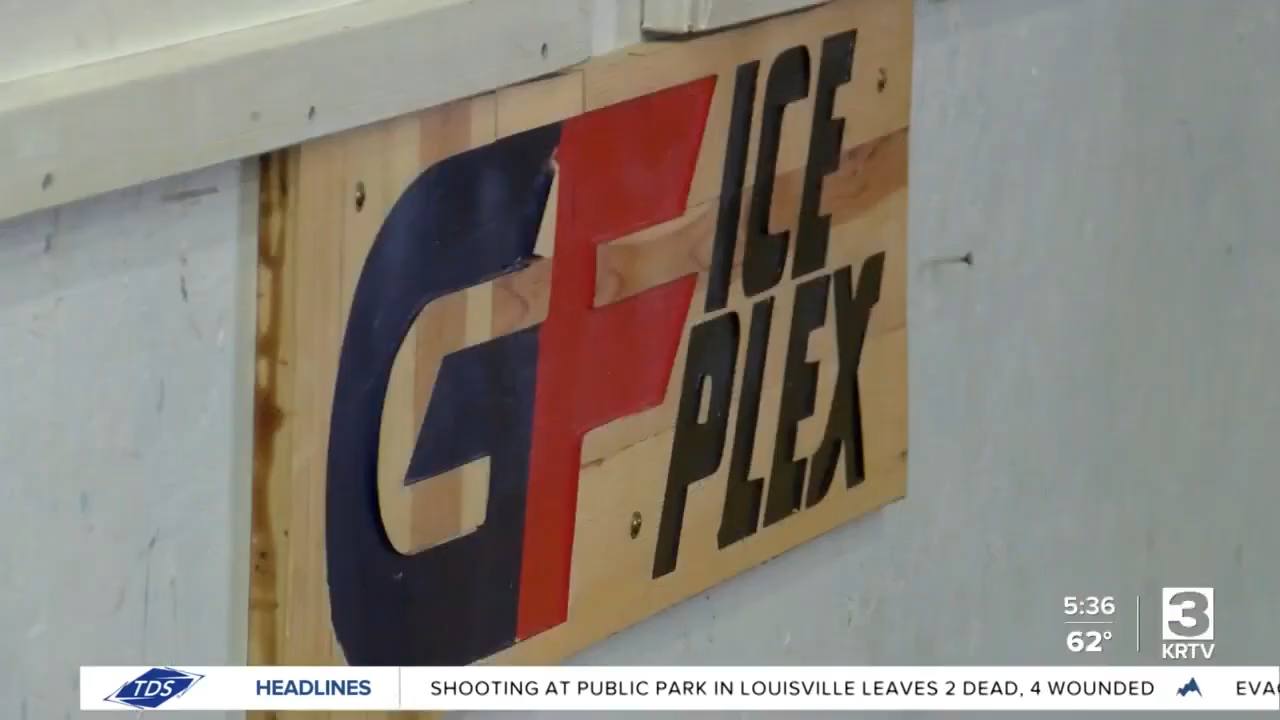 GF
ICE
PLEX
5:36
62°
3
KRTV
TDS
HEADLINES
SHOOTING AT PUBLIC PARK IN LOUISVILLE LEAVES 2 DEAD, 4 WOUNDED
EVA